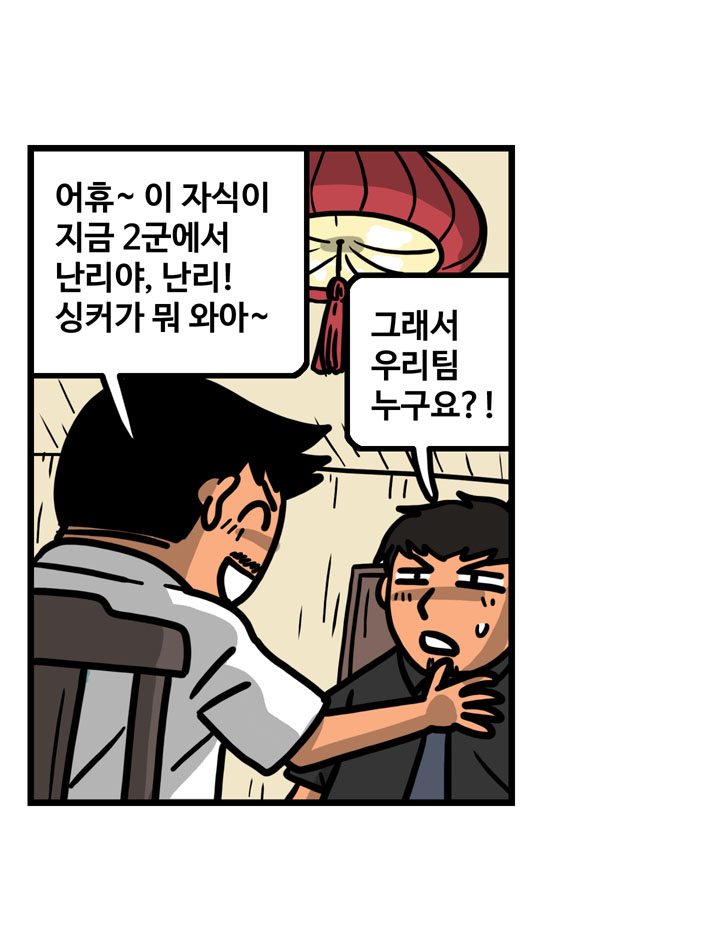 어휴~ 이 자식이
지금 2군에서
난리야, 난리!
싱커가 뭐 와아~
그래서
우리팀
누구요?!